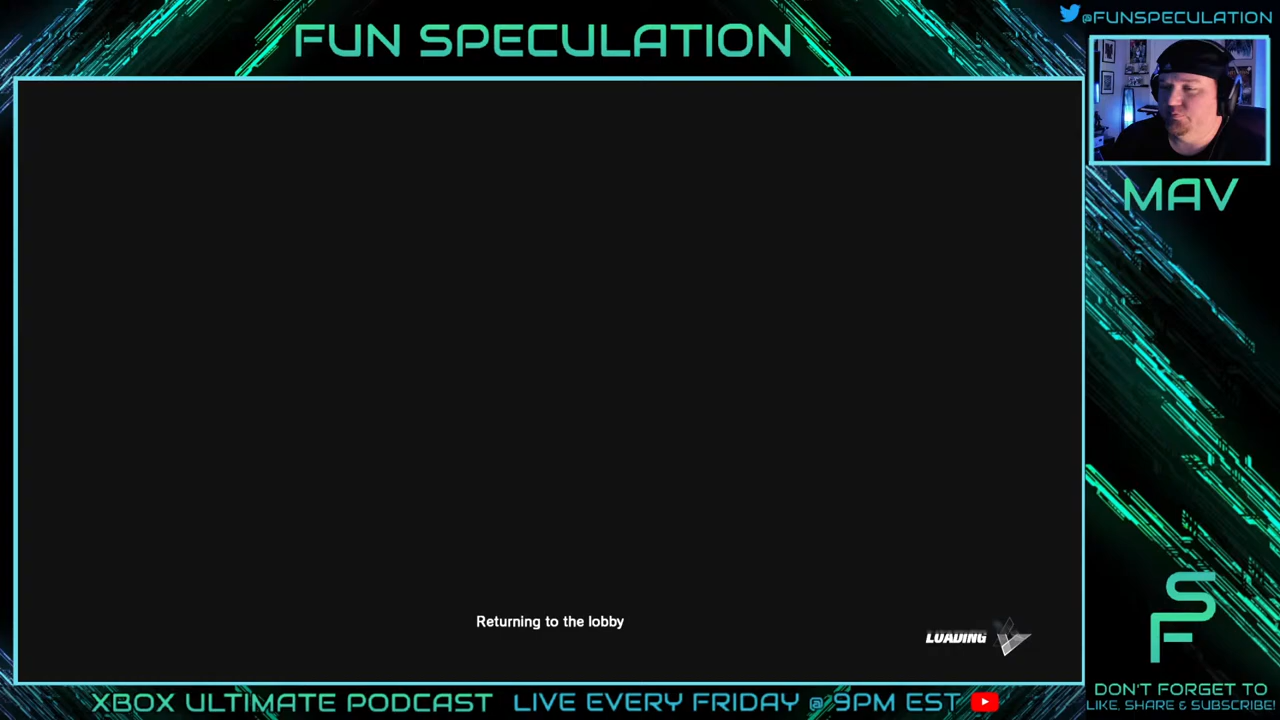 FUN SPECULATION
@FUNSPECULATION
MAV
Returning to the lobby
LOADING
SF
DON'T FORGET TO
LIKE, SHARE & SUBSCRIBE!
XBOX ULTIMATE PODCAST LIVE EVERY FRIDAY @ 9PM EST